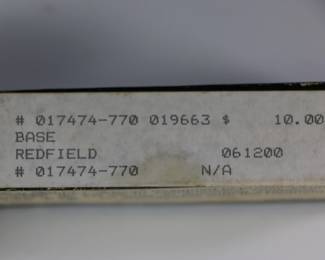 # 017474-770 019663 $ 10.00
BASE
REDFIELD 061200
# 017474-770 N/A